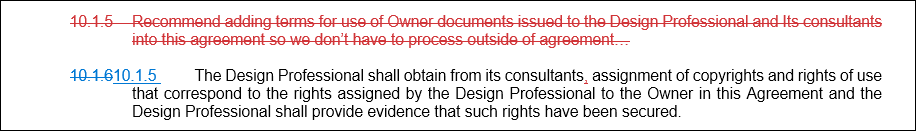 10.1.5 Recommend adding terms for use of Owner documents issued to the Design Professional and Its consultants
into this agreement so we don't have to process outside of agreement…
10.1.610.1.5 The Design Professional shall obtain from its consultants, assignment of copyrights and rights of use
that correspond to the rights assigned by the Design Professional to the Owner in this Agreement and the
Design Professional shall provide evidence that such rights have been secured.